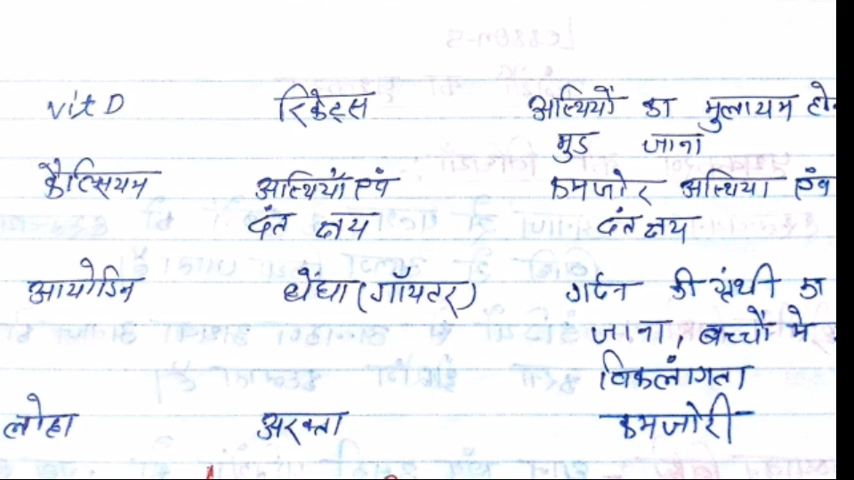 vit D रिकेट्स अस्थियों का मुलायम हो
मुड जाना
कैल्सियम अस्थियाँ एवं कमजोर अस्थिया एंव
दंत क्षय दंत क्षय
आयोडिन घेंघा (गॉयटर) गर्दन की ग्रंथी का
जाना, बच्चों मे
विकलांगता
लोहा अरक्ता कमजोरी